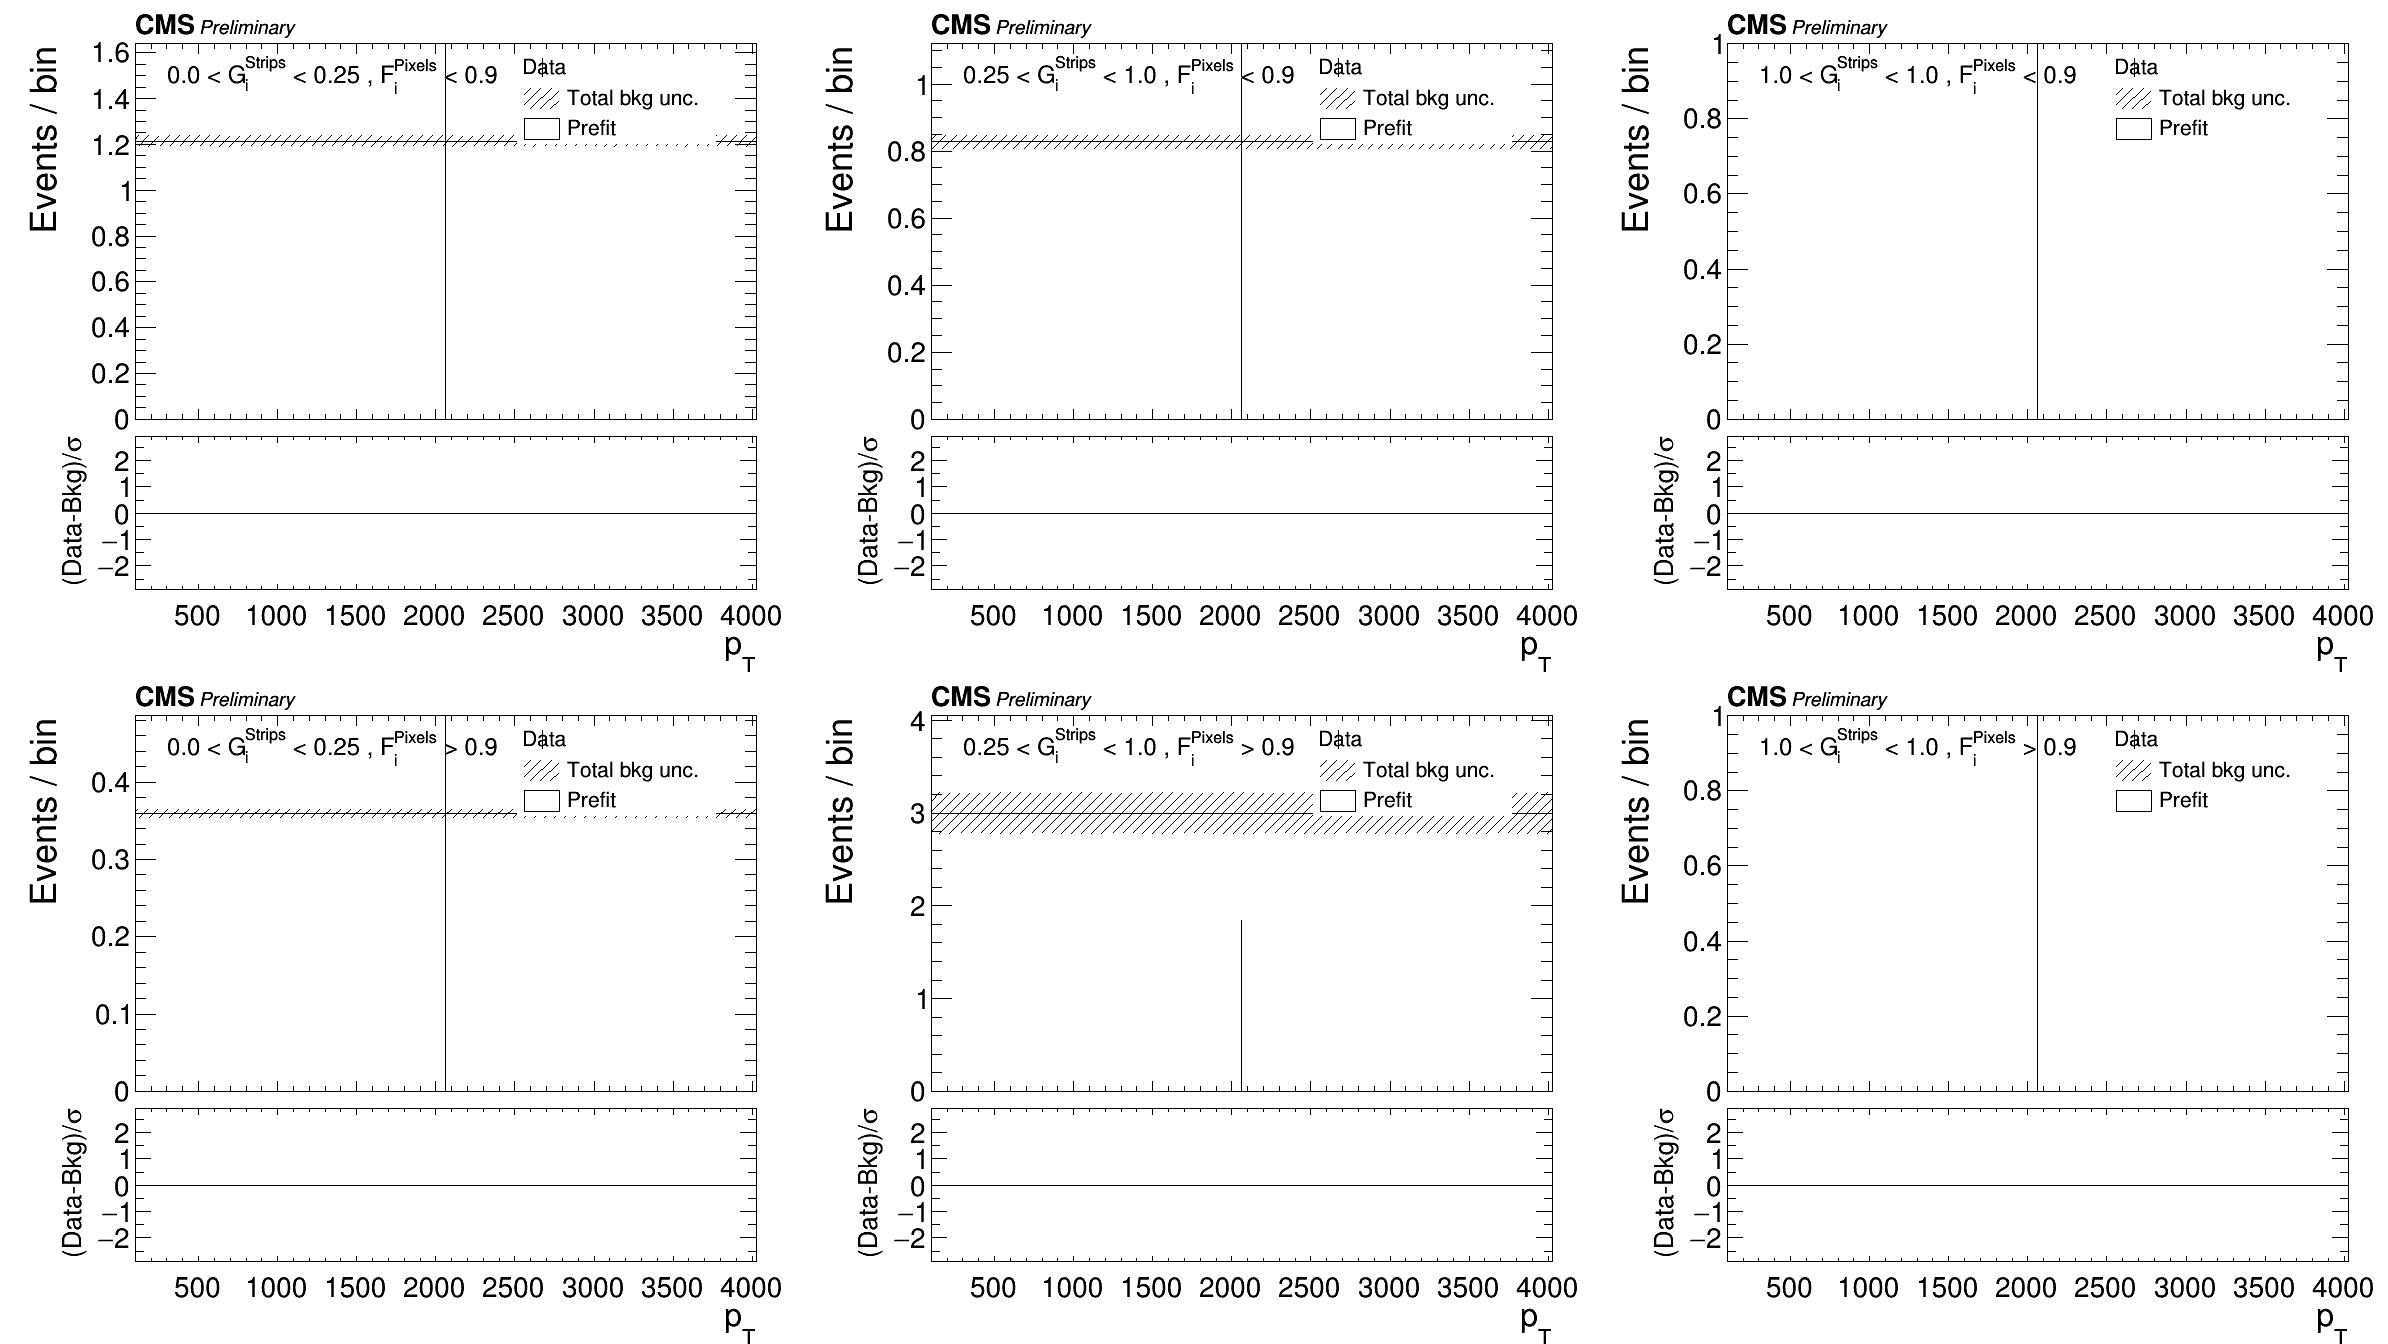 CMS Preliminary
Events / bin
0.0 < G_i^Strips < 0.25 , F_i^Pixels < 0.9
Data
Total bkg unc.
Prefit
1.6
1.4
1.2
1
0.8
0.6
0.4
0.2
0
(Data-Bkg)/σ
2
1
0
−1
−2
500 1000 1500 2000 2500 3000 3500 4000
p_T
CMS Preliminary
Events / bin
0.25 < G_i^Strips < 1.0 , F_i^Pixels < 0.9
Data
Total bkg unc.
Prefit
1
0.8
0.6
0.4
0.2
0
(Data-Bkg)/σ
2
1
0
−1
−2
500 1000 1500 2000 2500 3000 3500 4000
p_T
CMS Preliminary
Events / bin
1.0 < G_i^Strips < 1.0 , F_i^Pixels < 0.9
Data
Total bkg unc.
Prefit
1
0.8
0.6
0.4
0.2
0
(Data-Bkg)/σ
2
1
0
−1
−2
500 1000 1500 2000 2500 3000 3500 4000
p_T
CMS Preliminary
Events / bin
0.0 < G_i^Strips < 0.25 , F_i^Pixels > 0.9
Data
Total bkg unc.
Prefit
0.4
0.3
0.2
0.1
0
(Data-Bkg)/σ
2
1
0
−1
−2
500 1000 1500 2000 2500 3000 3500 4000
p_T
CMS Preliminary
Events / bin
0.25 < G_i^Strips < 1.0 , F_i^Pixels > 0.9
Data
Total bkg unc.
Prefit
4
3
2
1
0
(Data-Bkg)/σ
2
1
0
−1
−2
500 1000 1500 2000 2500 3000 3500 4000
p_T
CMS Preliminary
Events / bin
1.0 < G_i^Strips < 1.0 , F_i^Pixels > 0.9
Data
Total bkg unc.
Prefit
1
0.8
0.6
0.4
0.2
0
(Data-Bkg)/σ
2
1
0
−1
−2
500 1000 1500 2000 2500 3000 3500 4000
p_T